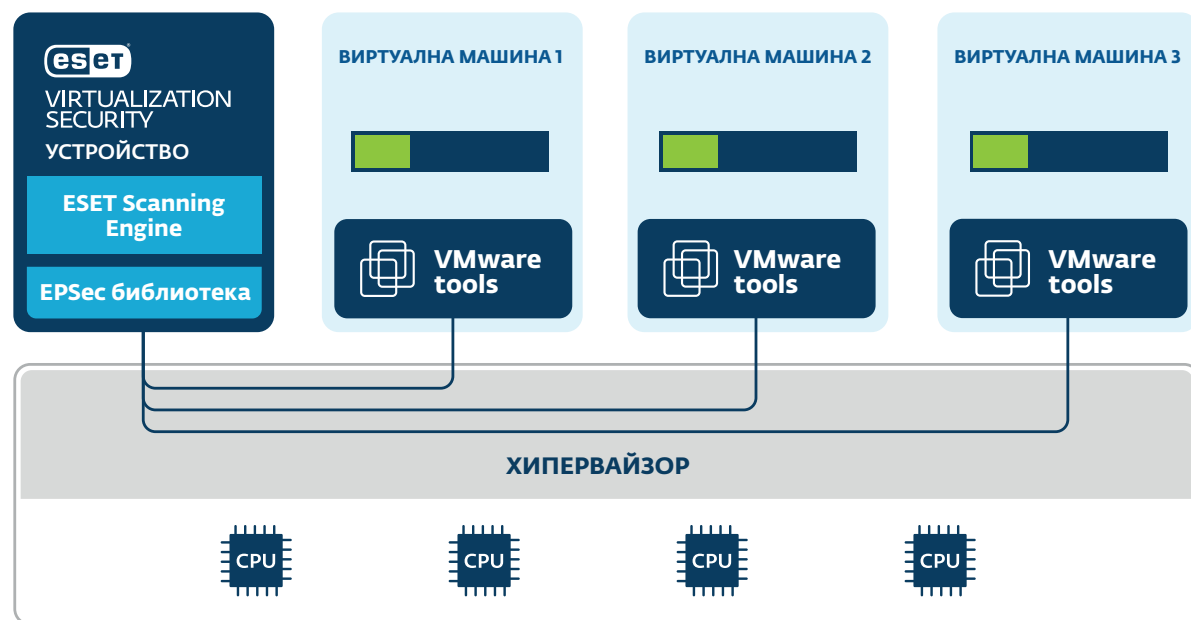 eset®
VIRTUALIZATION
SECURITY
УСТРОЙСТВО
ESET Scanning
Engine
EPSec библиотека
ВИРТУАЛНА МАШИНА 1
VMware
tools
ВИРТУАЛНА МАШИНА 2
VMware
tools
ВИРТУАЛНА МАШИНА 3
VMware
tools
ХИПЕРВАЙЗОР
CPU
CPU
CPU
CPU